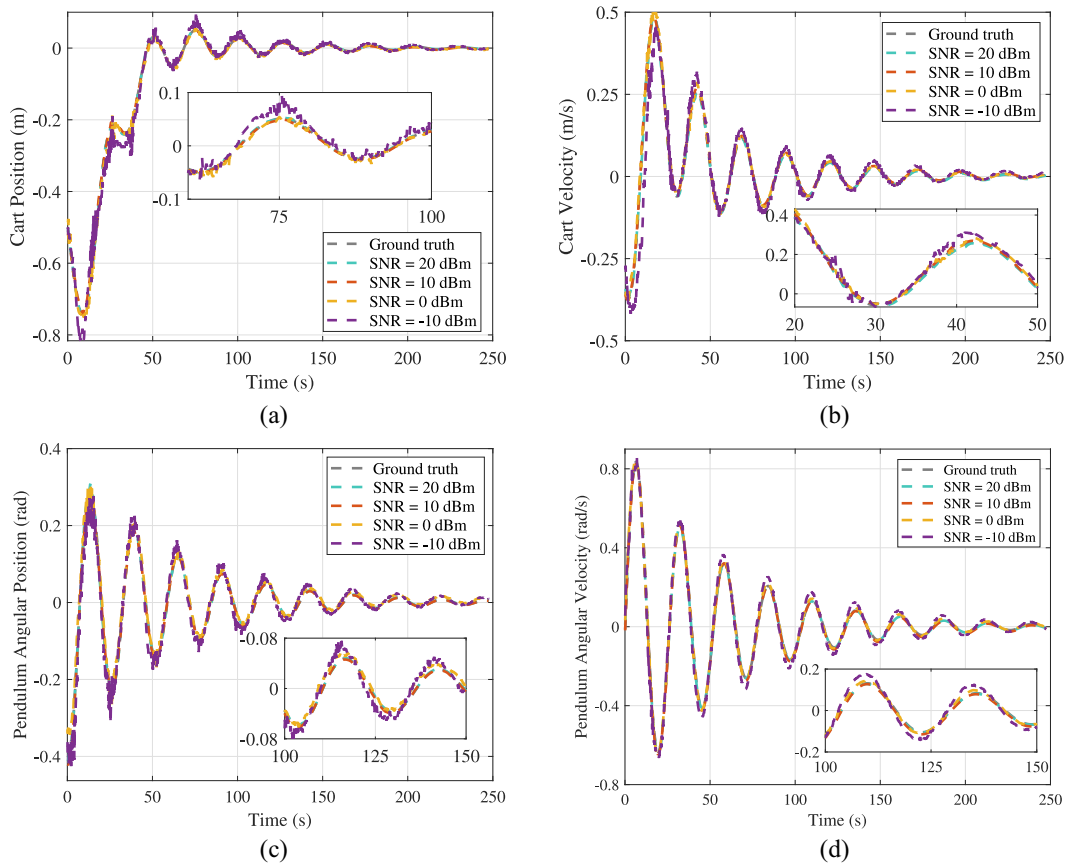 0
-0.2
-0.4
-0.6
-0.8
Cart Position (m)
0.1
0
-0.1
75
100
Ground truth
SNR = 20 dBm
SNR = 10 dBm
SNR = 0 dBm
SNR = -10 dBm
0 50 100 150 200 250
Time (s)
(a)
0.5
0.25
0
-0.25
-0.5
Cart Velocity (m/s)
Ground truth
SNR = 20 dBm
SNR = 10 dBm
SNR = 0 dBm
SNR = -10 dBm
0.4
0.2
0
20 30 40 50
0 50 100 150 200 250
Time (s)
(b)
0.4
0.2
0
-0.2
-0.4
Pendulum Angular Position (rad)
Ground truth
SNR = 20 dBm
SNR = 10 dBm
SNR = 0 dBm
SNR = -10 dBm
-0.08
0
-0.08
100 125 150
0 50 100 150 200 250
Time (s)
(c)
0.8
0.4
0
-0.4
-0.8
Pendulum Angular Velocity (rad/s)
Ground truth
SNR = 20 dBm
SNR = 10 dBm
SNR = 0 dBm
SNR = -10 dBm
0.2
0
-0.2
100 125 150
0 50 100 150 200 250
Time (s)
(d)